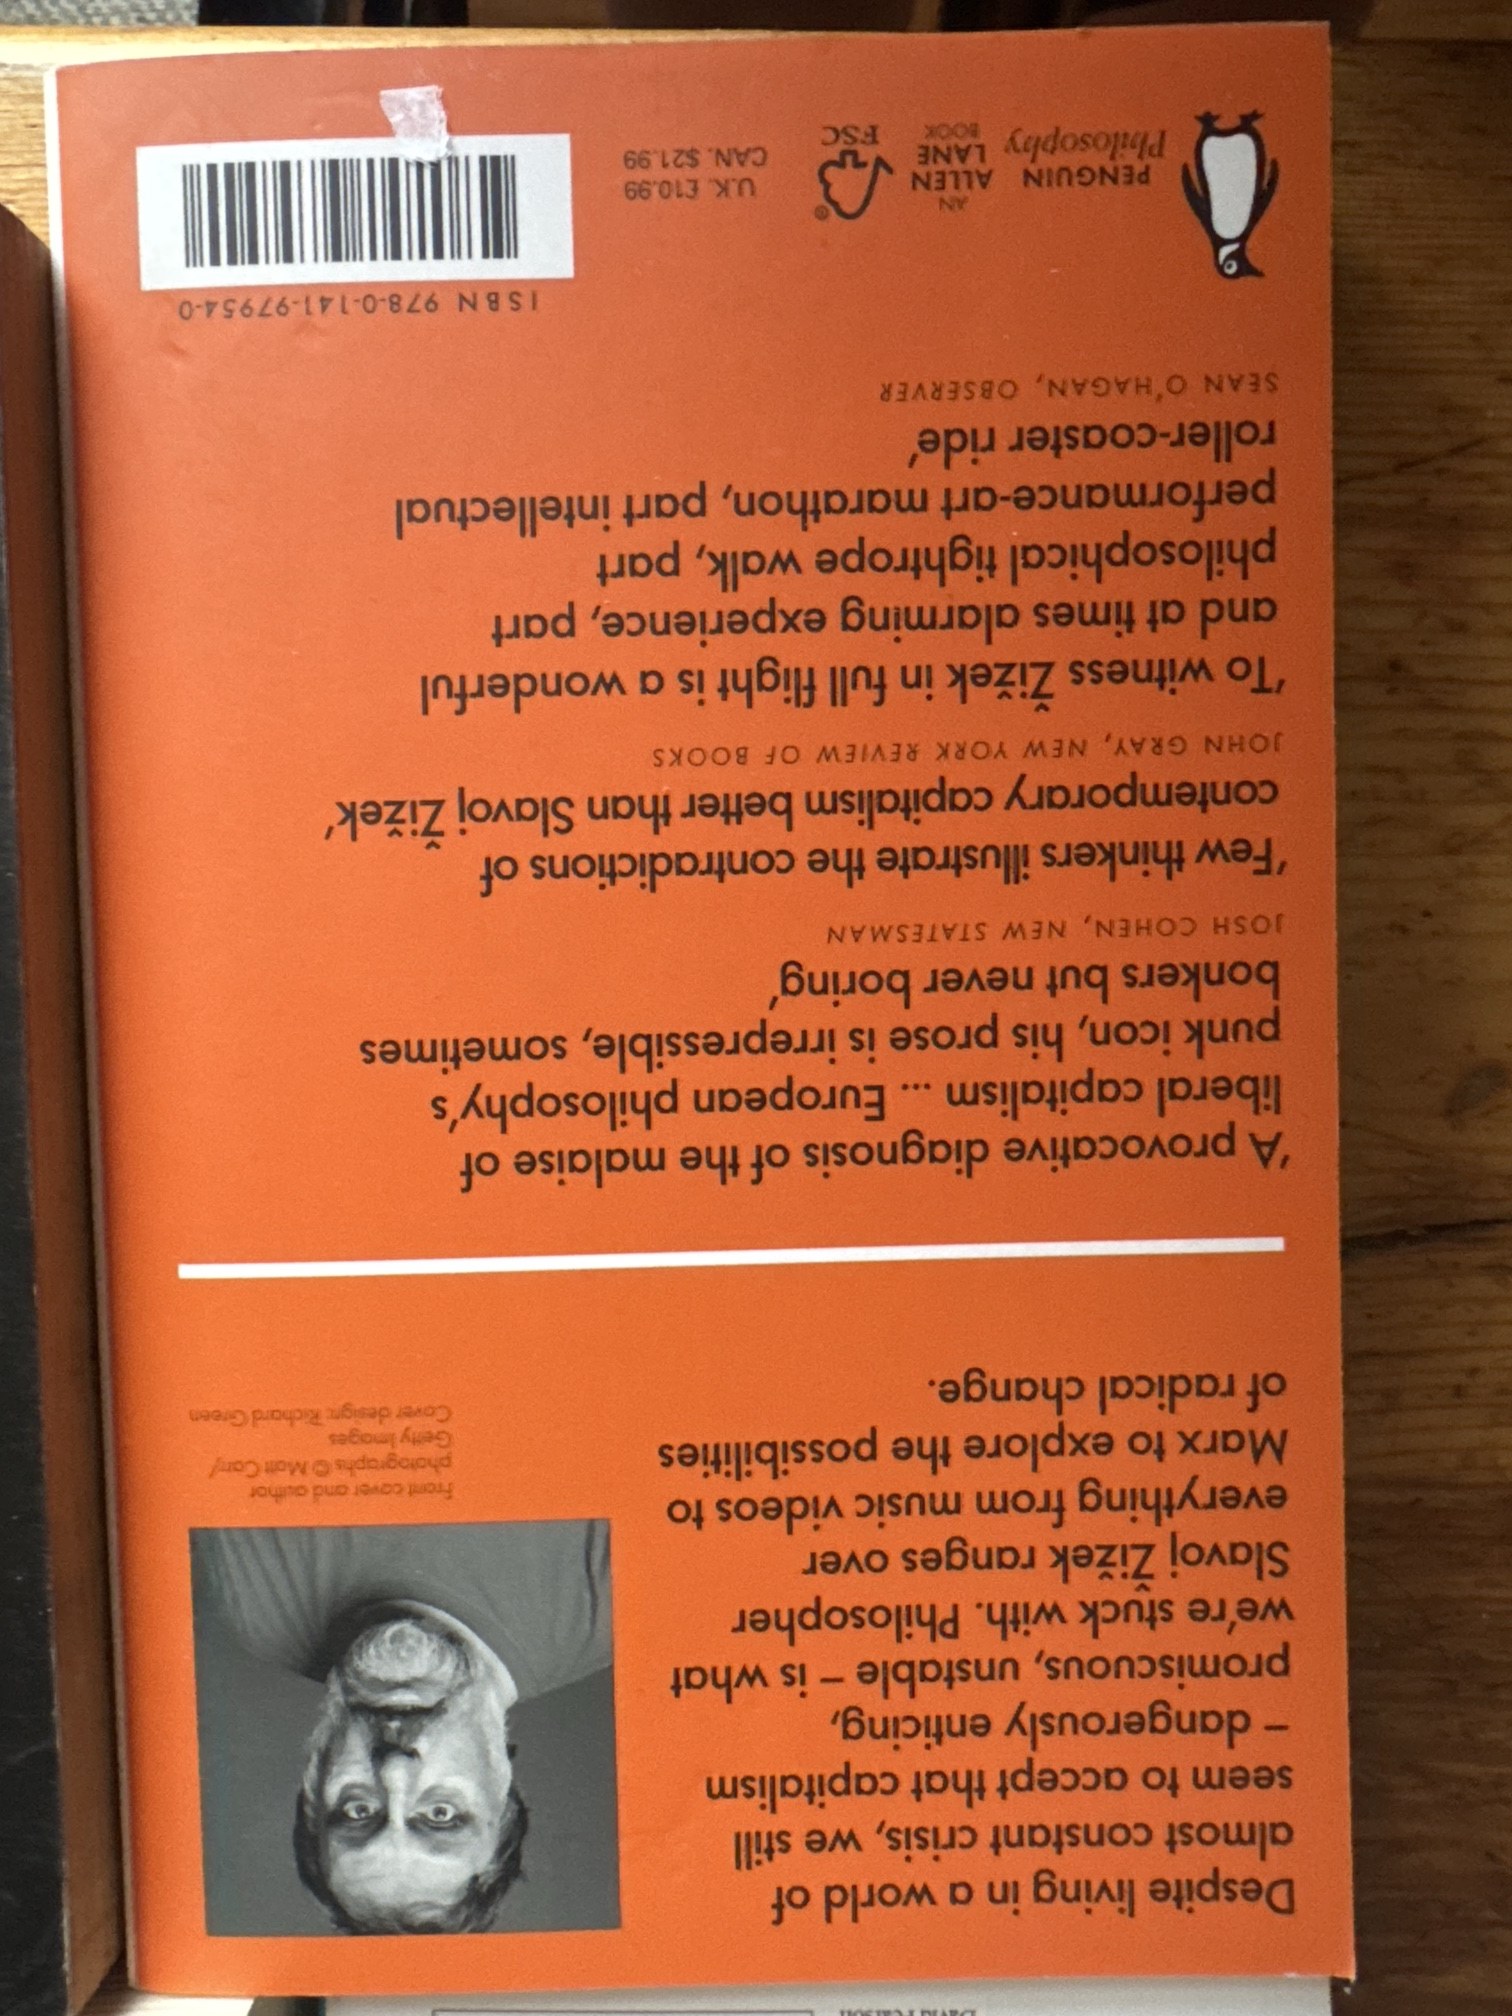 Despite living in a world of
almost constant crisis, we still
seem to accept that capitalism
– dangerously enticing,
promiscuous, unstable – is what
we're stuck with. Philosopher
Slavoj Žižek ranges over
everything from music videos to
Marx to explore the possibilities
of radical change.
Front cover and author
photographs © Matt Carr/
Getty Images
Cover design: Richard Green
'A provocative diagnosis of the malaise of
liberal capitalism ... European philosophy's
punk icon, his prose is irrepressible, sometimes
bonkers but never boring'
JOSH COHEN, NEW STATESMAN
'Few thinkers illustrate the contradictions of
contemporary capitalism better than Slavoj Žižek'
JOHN GRAY, NEW YORK REVIEW OF BOOKS
'To witness Žižek in full flight is a wonderful
and at times alarming experience, part
philosophical tightrope walk, part
performance-art marathon, part intellectual
roller-coaster ride'
SEAN O'HAGAN, OBSERVER
PENGUIN
Philosophy
AN
ALLEN
LANE
BOOK
®
FSC
U.K. £10.99
CAN. $21.99
ISBN 978-0-141-97954-0